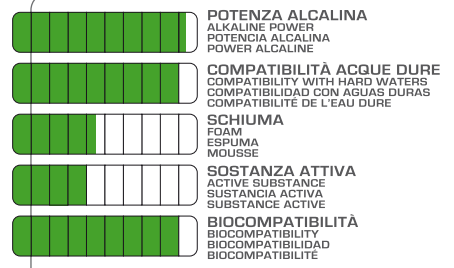 POTENZA ALCALINA
ALKALINE POWER
POTENCIA ALCALINA
POWER ALCALINE
COMPATIBILITÀ ACQUE DURE
COMPATIBILITY WITH HARD WATERS
COMPATIBILIDAD CON AGUAS DURAS
COMPATIBILITÉ DE L'EAU DURE
SCHIUMA
FOAM
ESPUMA
MOUSSE
SOSTANZA ATTIVA
ACTIVE SUBSTANCE
SUSTANCIA ACTIVA
SUBSTANCE ACTIVE
BIOCOMPATIBILITÀ
BIOCOMPATIBILITY
BIOCOMPATIBILIDAD
BIOCOMPATIBILITÉ